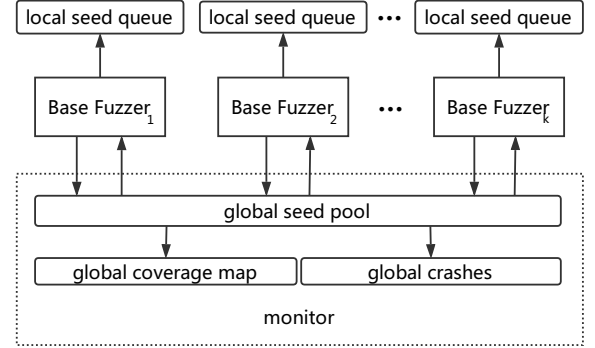 local seed queue local seed queue ... local seed queue
Base Fuzzer1 Base Fuzzer2 ... Base Fuzzerk
global seed pool
global coverage map global crashes
monitor